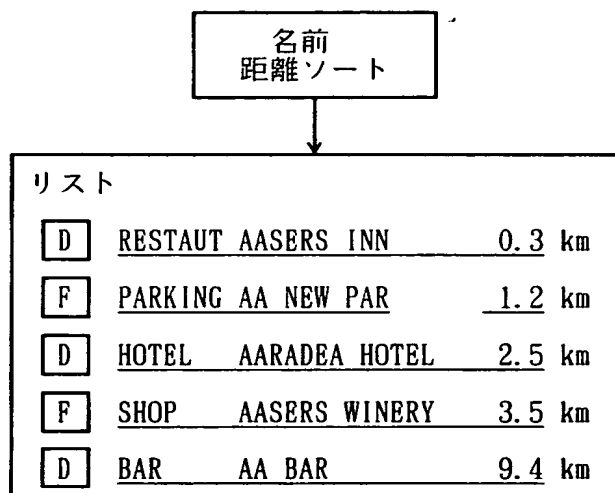 名前
距離ソート
リスト
D RESTAUT AASERS INN 0.3 km
F PARKING AA NEW PAR 1.2 km
D HOTEL AARADEA HOTEL 2.5 km
F SHOP AASERS WINERY 3.5 km
D BAR AA BAR 9.4 km